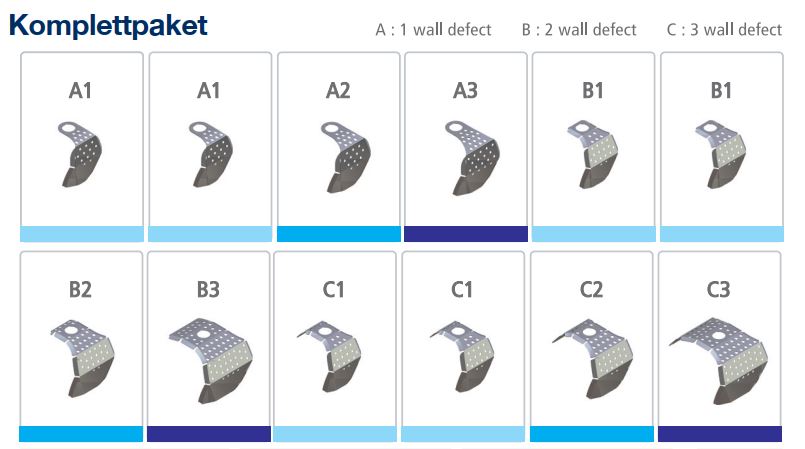 Komplettpaket
A : 1 wall defect B : 2 wall defect C : 3 wall defect
A1 A1 A2 A3 B1 B1
B2 B3 C1 C1 C2 C3